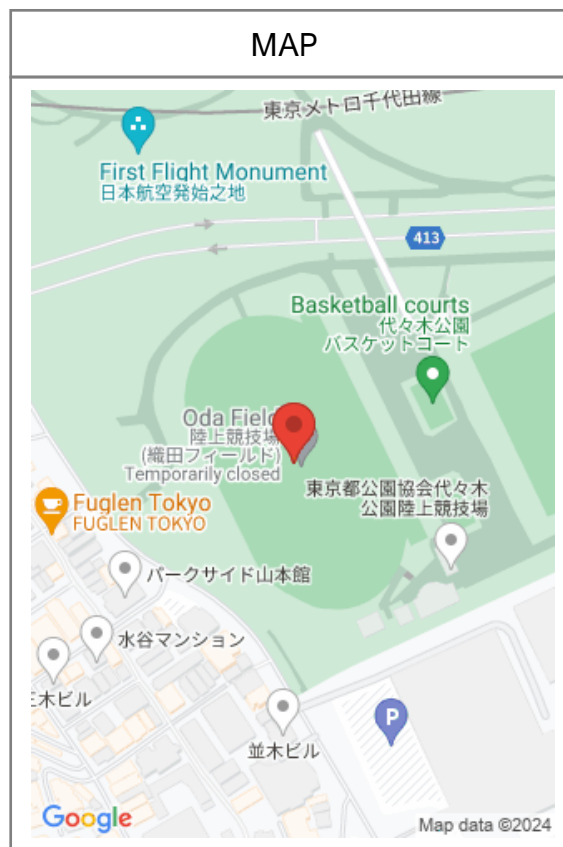 MAP
東京メトロ千代田線
First Flight Monument
日本航空発始之地
413
Basketball courts
代々木公園
バスケットコート
Oda Field
陸上競技場
(織田フィールド)
Temporarily closed
東京都公園協会代々木
公園陸上競技場
Fuglen Tokyo
FUGLEN TOKYO
パークサイド山本館
水谷マンション
三木ビル
並木ビル
P
Google
Map data ©2024